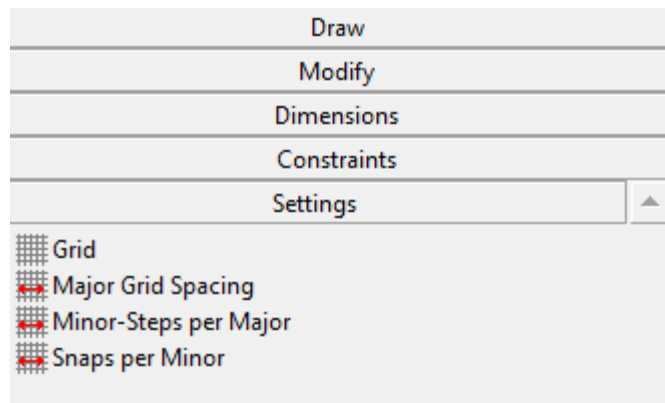 Draw
Modify
Dimensions
Constraints
Settings
Grid
Major Grid Spacing
Minor-Steps per Major
Snaps per Minor